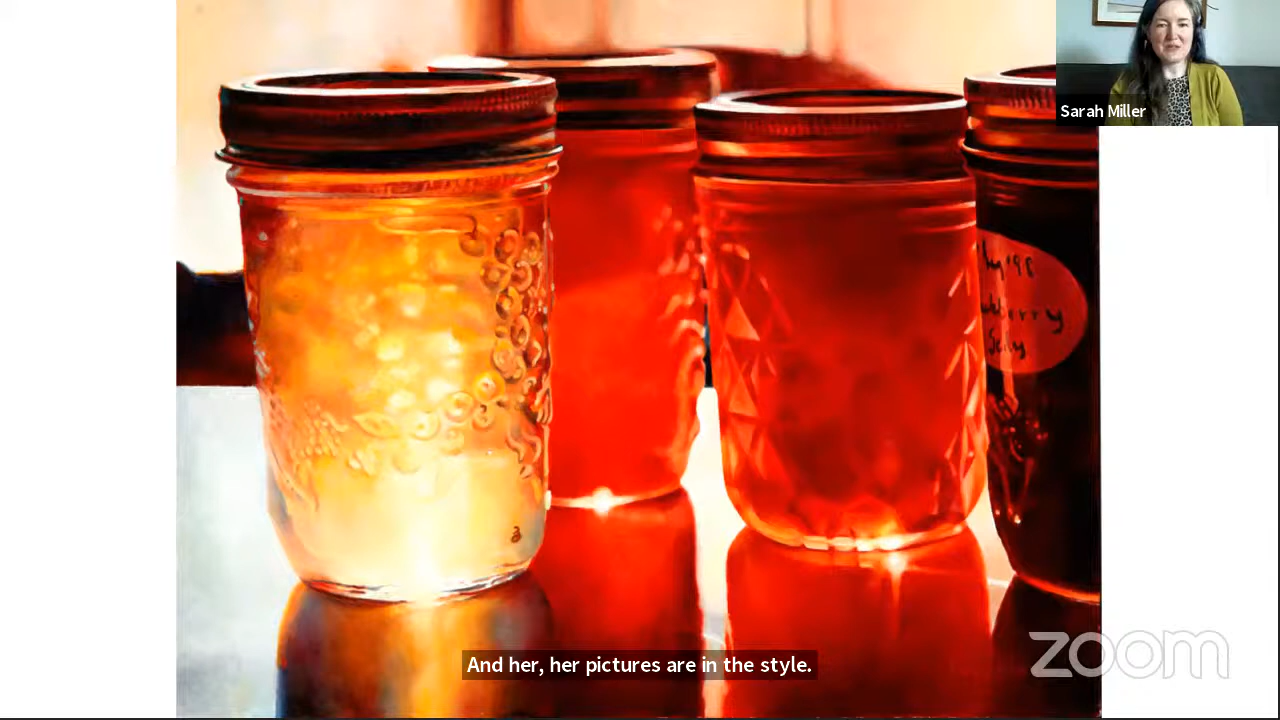 Sarah Miller
And her, her pictures are in the style.
zoom